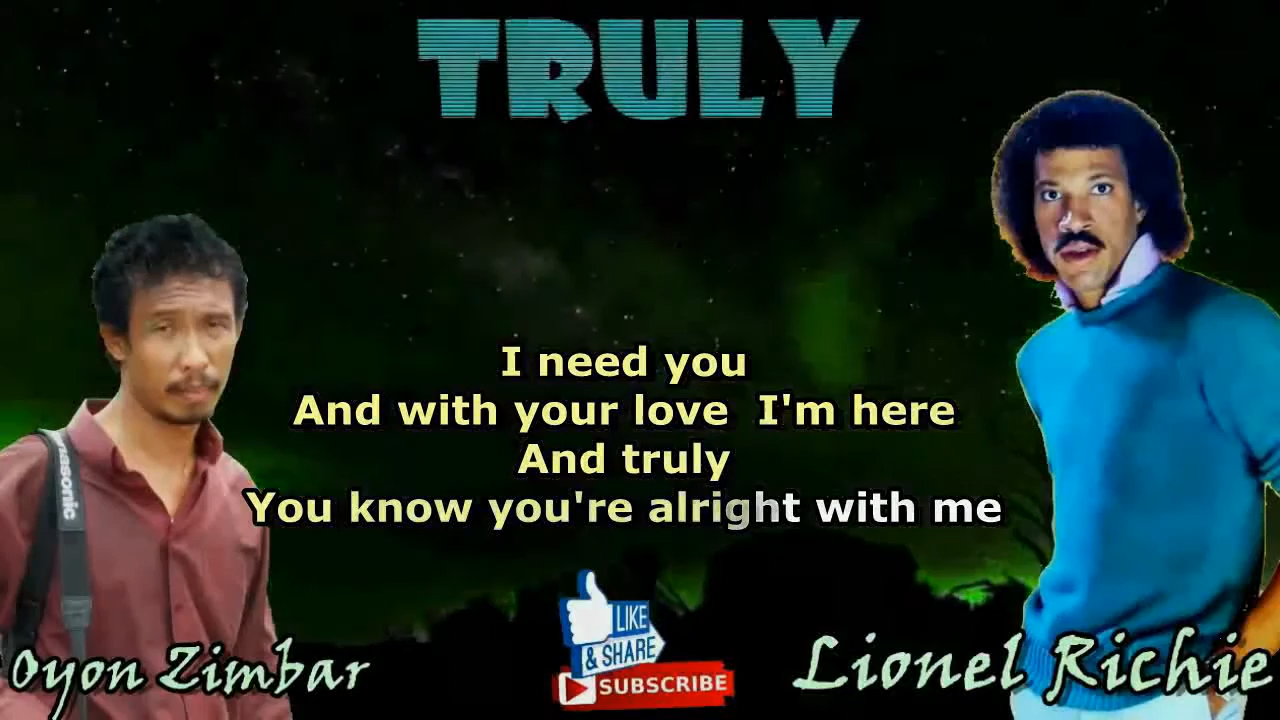 TRULY
I need you
And with your love I'm here
And truly
You know you're alright with me
Panasonic
LIKE
& SHARE
SUBSCRIBE
Oyon Zimbar
Lionel Richie